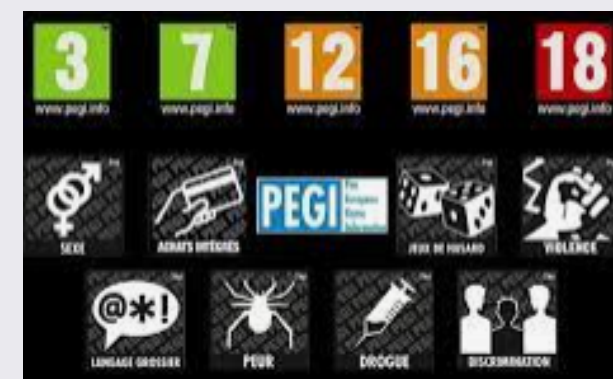 3 7 12 16 18
www.pegi.info www.pegi.info www.pegi.info www.pegi.info www.pegi.info
SEXE ACHATS INTÉGRÉS PEGI JEUX DE HASARD VIOLENCE
@*!
LANGAGE GROSSIER PEUR DROGUE DISCRIMINATION